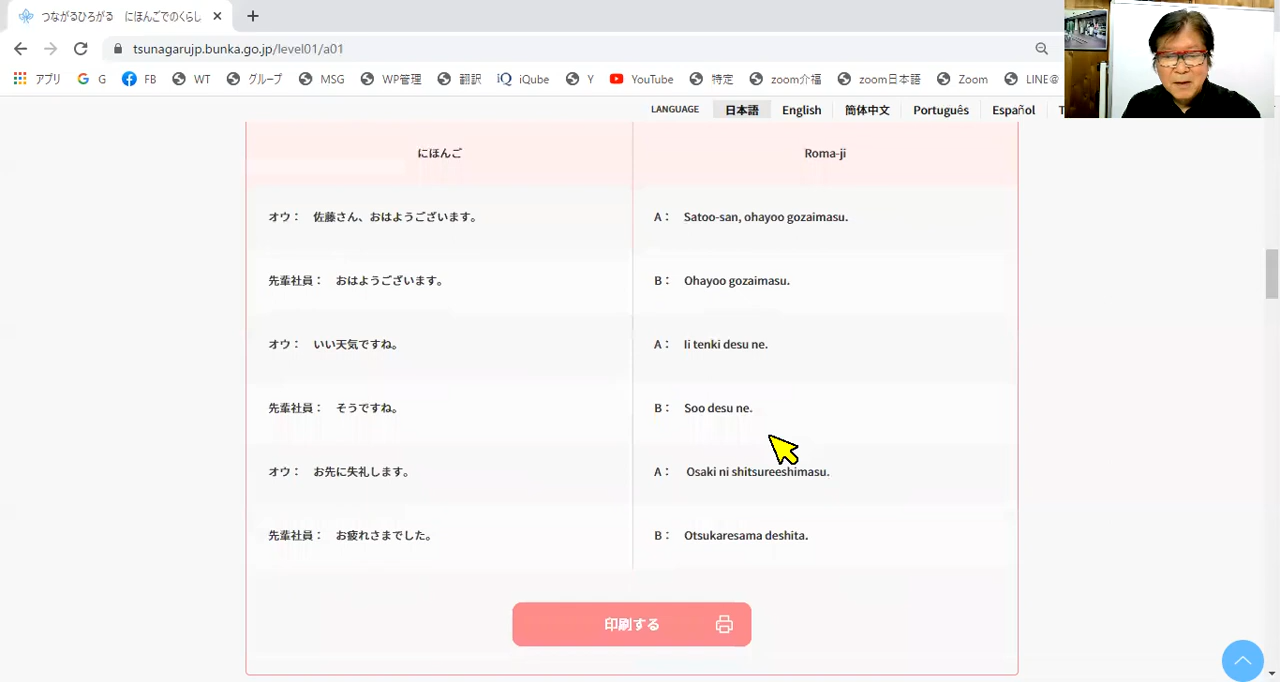 つながるひろがる　にほんごでのくらし
tsunagarujp.bunka.go.jp/level01/a01
アプリ G FB WT グループ MSG WP管理 翻訳 iQ iQube Y YouTube 特定 zoom介福 zoom日本語 Zoom LINE@
LANGUAGE 日本語 English 简体中文 Português Español T
にほんご Roma-ji
オウ： 佐藤さん、おはようございます。 A： Satoo-san, ohayoo gozaimasu.
先輩社員： おはようございます。 B： Ohayoo gozaimasu.
オウ： いい天気ですね。 A： Ii tenki desu ne.
先輩社員： そうですね。 B： Soo desu ne.
オウ： お先に失礼します。 A： Osaki ni shitsureeshimasu.
先輩社員： お疲れさまでした。 B： Otsukaresama deshita.
印刷する